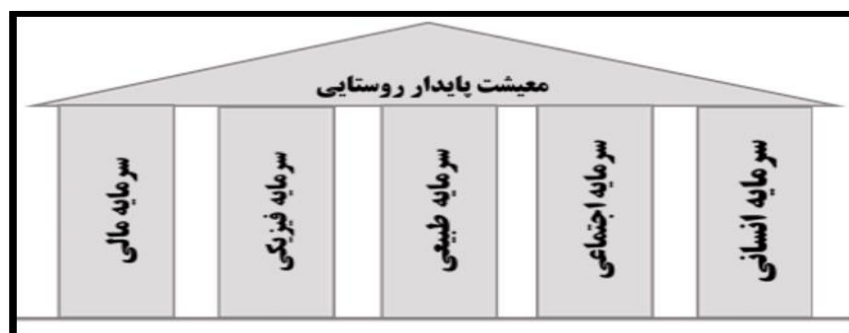 معیشت پایدار روستایی
سرمایه انسانی
سرمایه اجتماعی
سرمایه طبیعی
سرمایه فیزیکی
سرمایه مالی